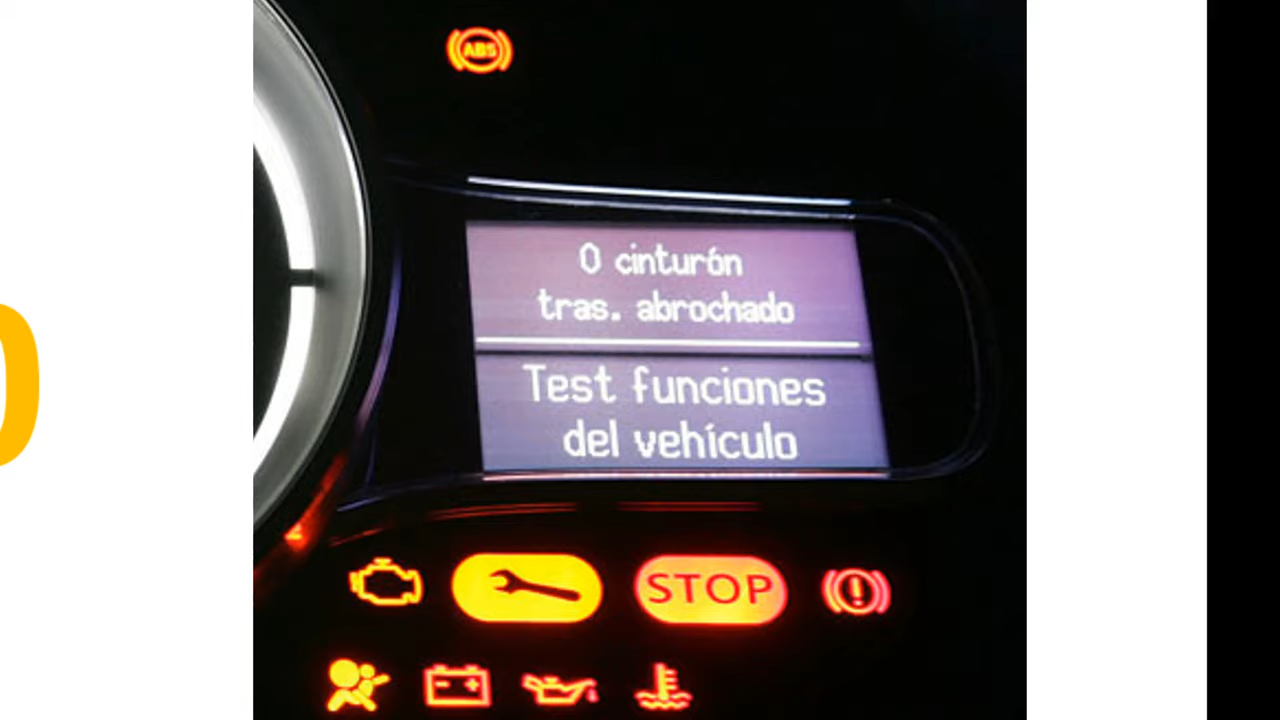 ABS
0 cinturón
tras. abrochado
Test funciones
del vehículo
STOP